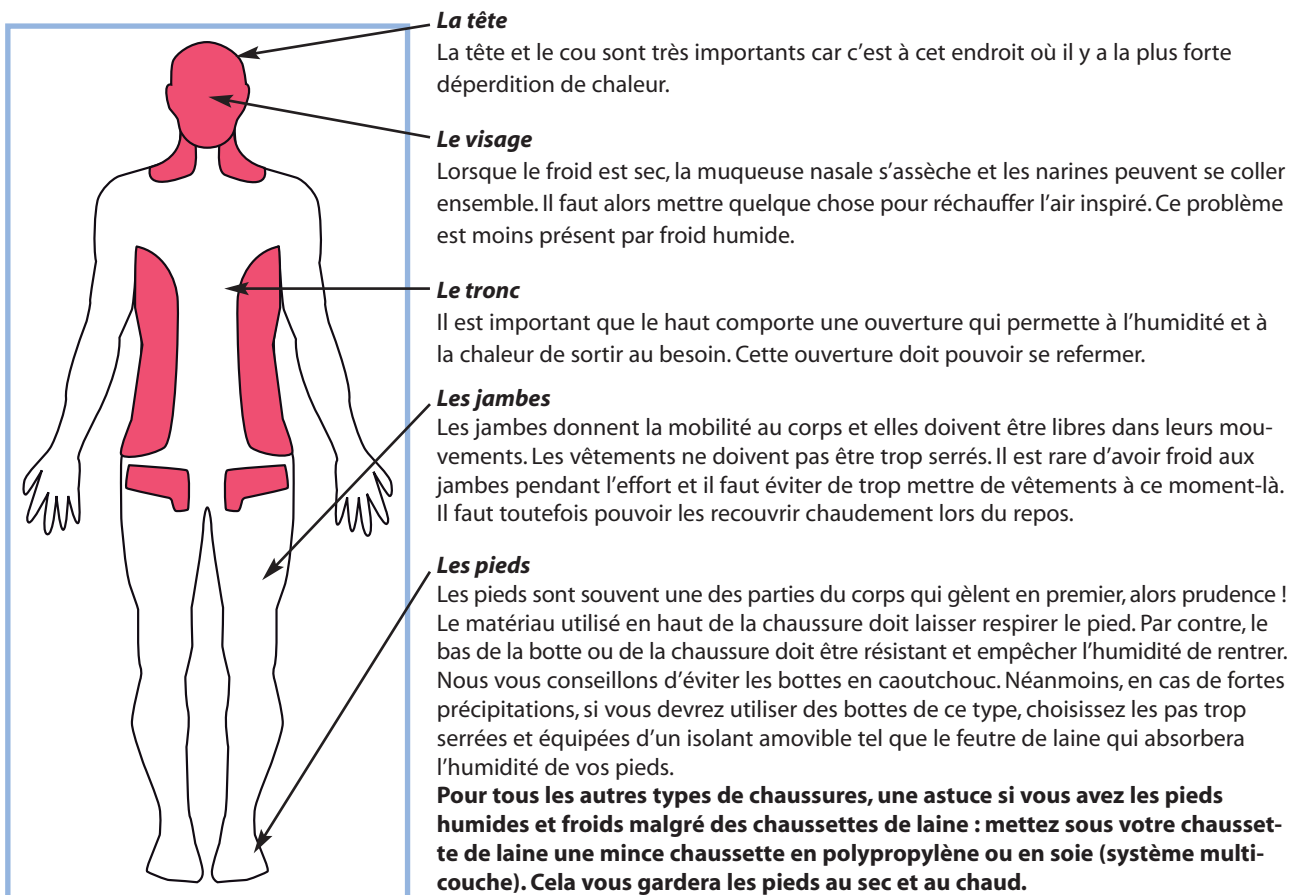 La tête
La tête et le cou sont très importants car c’est à cet endroit où il y a la plus forte
déperdition de chaleur.
Le visage
Lorsque le froid est sec, la muqueuse nasale s’assèche et les narines peuvent se coller
ensemble. Il faut alors mettre quelque chose pour réchauffer l’air inspiré. Ce problème
est moins présent par froid humide.
Le tronc
Il est important que le haut comporte une ouverture qui permette à l’humidité et à
la chaleur de sortir au besoin. Cette ouverture doit pouvoir se refermer.
Les jambes
Les jambes donnent la mobilité au corps et elles doivent être libres dans leurs mou-
vements. Les vêtements ne doivent pas être trop serrés. Il est rare d’avoir froid aux
jambes pendant l’effort et il faut éviter de trop mettre de vêtements à ce moment-là.
Il faut toutefois pouvoir les recouvrir chaudement lors du repos.
Les pieds
Les pieds sont souvent une des parties du corps qui gèlent en premier, alors prudence !
Le matériau utilisé en haut de la chaussure doit laisser respirer le pied. Par contre, le
bas de la botte ou de la chaussure doit être résistant et empêcher l’humidité de rentrer.
Nous vous conseillons d’éviter les bottes en caoutchouc. Néanmoins, en cas de fortes
précipitations, si vous devrez utiliser des bottes de ce type, choisissez les pas trop
serrées et équipées d’un isolant amovible tel que le feutre de laine qui absorbera
l’humidité de vos pieds.
Pour tous les autres types de chaussures, une astuce si vous avez les pieds
humides et froids malgré des chaussettes de laine : mettez sous votre chausset-
te de laine une mince chaussette en polypropylène ou en soie (système multi-
couche). Cela vous gardera les pieds au sec et au chaud.